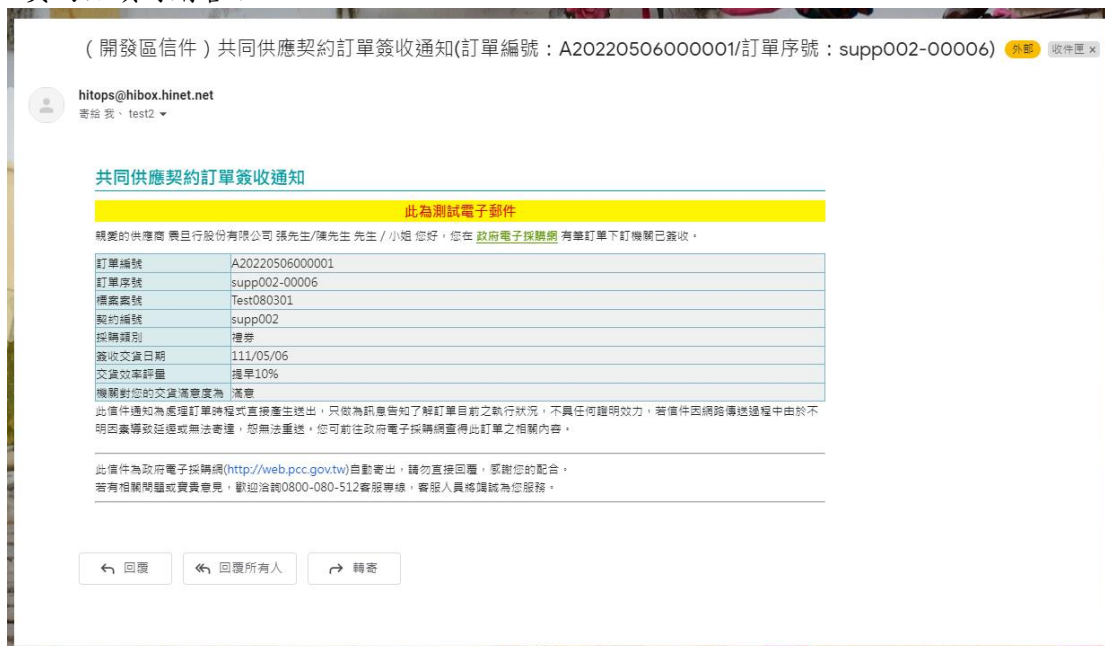 (開發區信件)共同供應契約訂單簽收通知(訂單編號：A20220506000001/訂單序號：supp002-00006) 外部 收件匣 x
hitops@hibox.hinet.net
寄給 我、 test2
共同供應契約訂單簽收通知
此為測試電子郵件
親愛的供應商 震旦行股份有限公司 張先生/陳先生 先生 / 小姐 您好，您在 政府電子採購網 有筆訂單下訂機關已簽收。
訂單編號 A20220506000001
訂單序號 supp002-00006
標案案號 Test080301
契約編號 supp002
採購類別 禮券
簽收交貨日期 111/05/06
交貨效率評量 提早10%
機關對您的交貨滿意度為 滿意
此信件通知為處理訂單時程式直接產生送出，只做為訊息告知了解訂單目前之執行狀況，不具任何證明效力，若信件因網路傳送過程中由於不
明因素導致延遲或無法寄達，恕無法重送。您可前往政府電子採購網查得此訂單之相關內容。
此信件為政府電子採購網(http://web.pcc.gov.tw)自動寄出，請勿直接回覆，感謝您的配合。
若有相關問題或寶貴意見，歡迎洽詢0800-080-512客服專線，客服人員將竭誠為您服務。
回覆 回覆所有人 轉寄